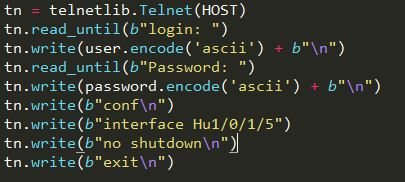 tn = telnetlib.Telnet(HOST)
tn.read_until(b"login: ")
tn.write(user.encode('ascii') + b"\n")
tn.read_until(b"Password: ")
tn.write(password.encode('ascii') + b"\n")
tn.write(b"conf\n")
tn.write(b"interface Hu1/0/1/5")
tn.write(b"no shutdown\n")
tn.write(b"exit\n")